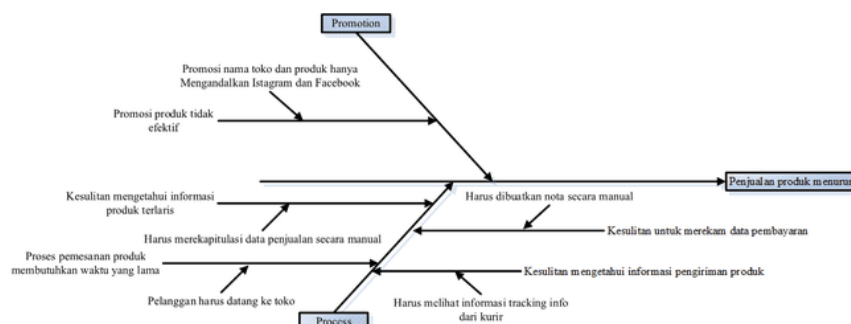 Promotion
Promosi nama toko dan produk hanya
Mengandalkan Istagram dan Facebook
Promosi produk tidak
efektif
Penjualan produk menurun
Kesulitan mengetahui informasi
produk terlaris
Harus dibuatkan nota secara manual
Harus merekapitulasi data penjualan secara manual
Kesulitan untuk merekam data pembayaran
Proses pemesanan produk
membutuhkan waktu yang lama
Kesulitan mengetahui informasi pengiriman produk
Pelanggan harus datang ke toko
Harus melihat informasi tracking info
dari kurir
Process